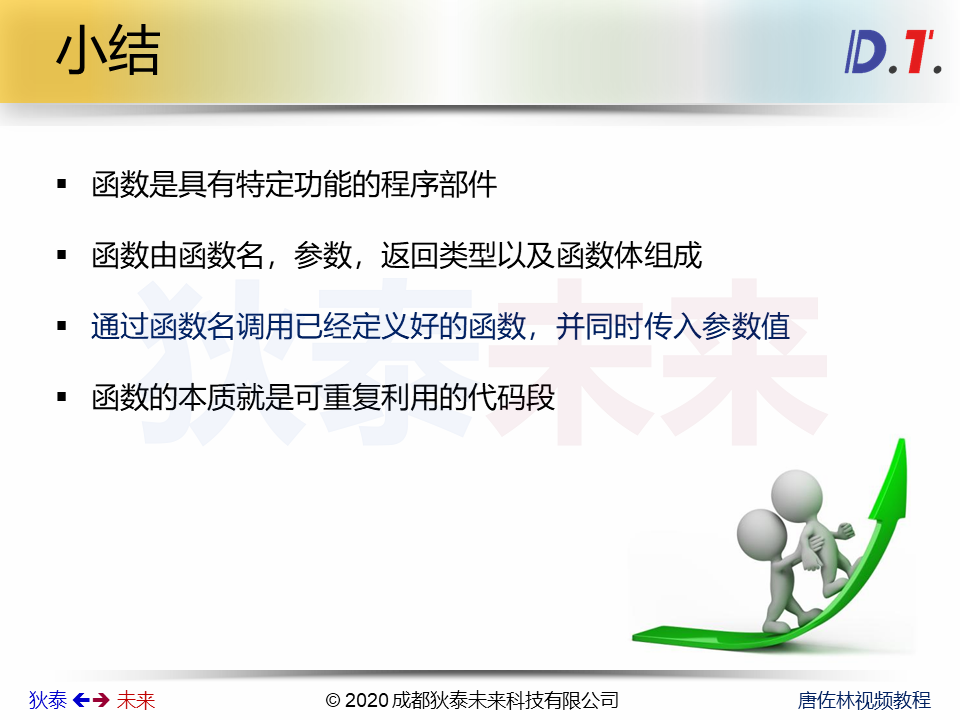 小结
D.T.
▪ 函数是具有特定功能的程序部件
▪ 函数由函数名，参数，返回类型以及函数体组成
▪ 通过函数名调用已经定义好的函数，并同时传入参数值
▪ 函数的本质就是可重复利用的代码段
狄泰未来
狄泰 ←→ 未来
© 2020 成都狄泰未来科技有限公司
唐佐林视频教程